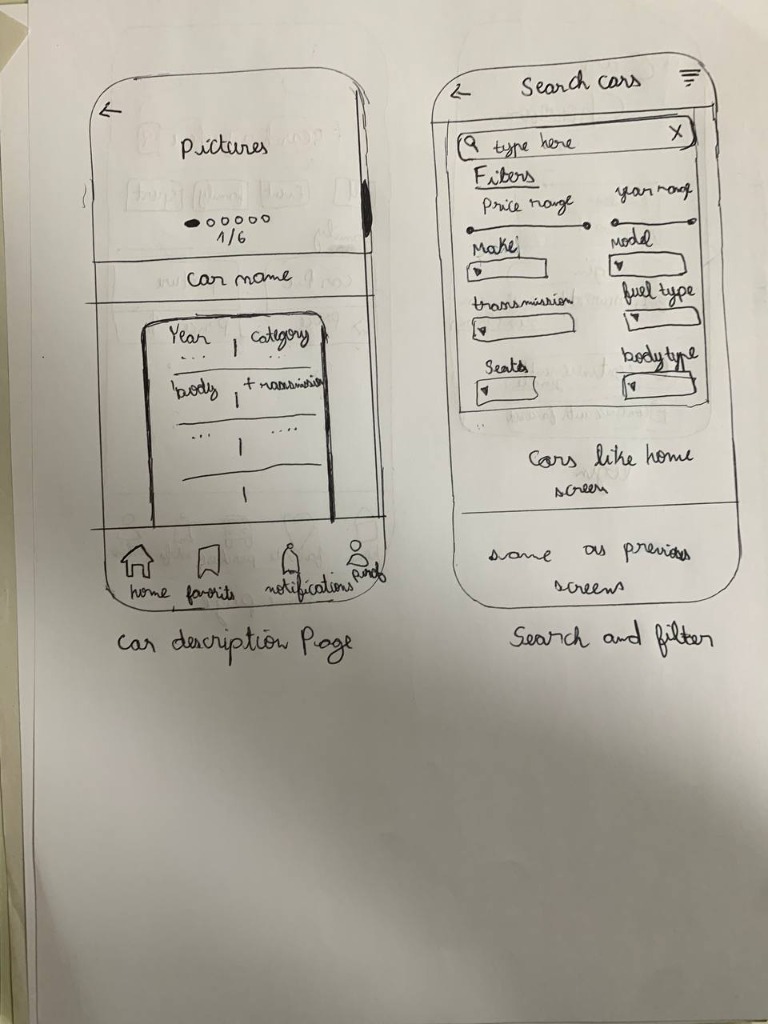 Pictures
1/6
Car name
Year category
... ...
body transmission
... ....
home favorits notifications
Car description Page
Search cars
type here X
Filters
Price range year range
Make model
transmission fuel type
Seats body type
Cars like home
screen
same as previous
screens
Search and filter